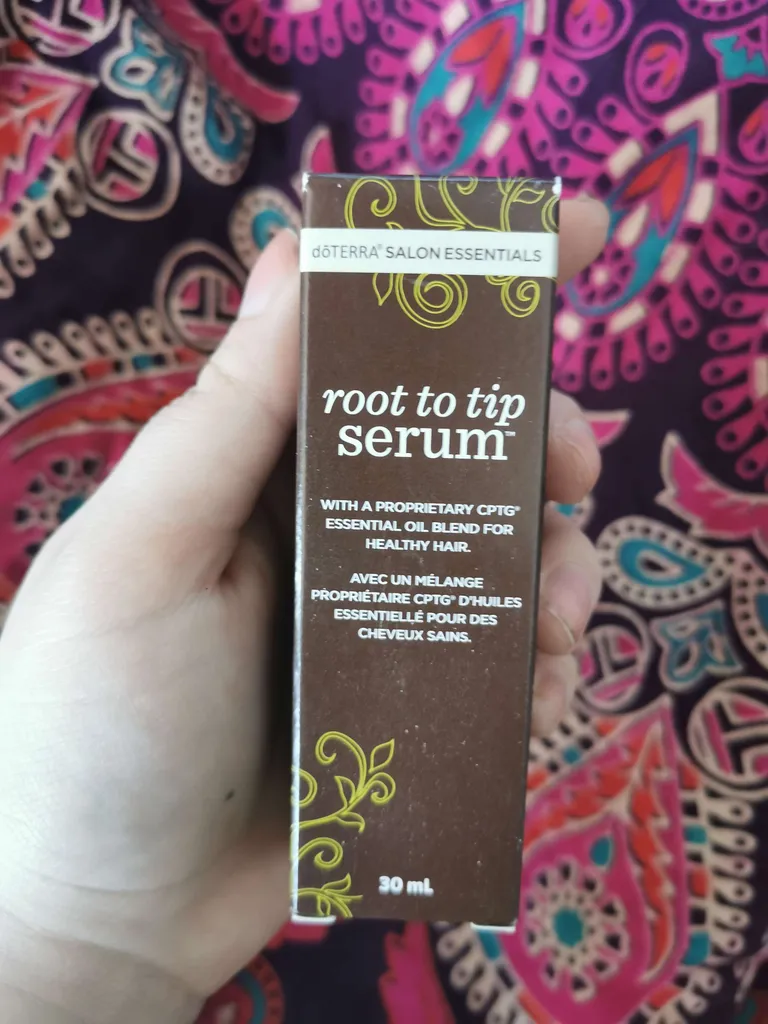 dōTERRA® SALON ESSENTIALS
root to tip
serum™
WITH A PROPRIETARY CPTG®
ESSENTIAL OIL BLEND FOR
HEALTHY HAIR.
AVEC UN MÉLANGE
PROPRIÉTAIRE CPTG® D'HUILES
ESSENTIELLÉ POUR DES
CHEVEUX SAINS.
30 mL